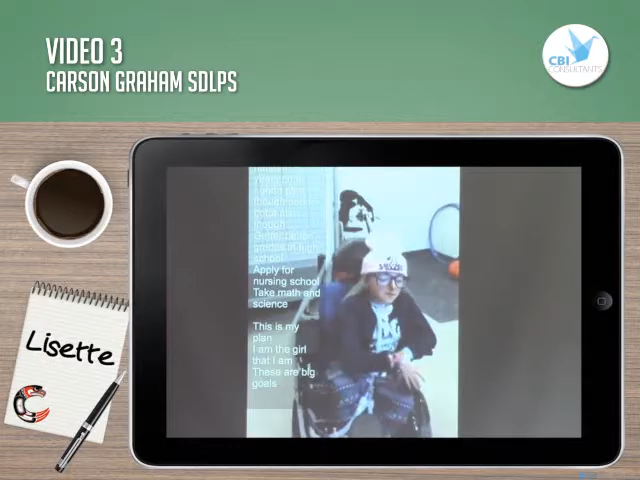 VIDEO 3
CARSON GRAHAM SDLPS
CBI
CONSULTANTS
Lisette
school
Apply for
nursing school
Take math and
science
This is my
plan
I am the girl
that I am
These are big
goals